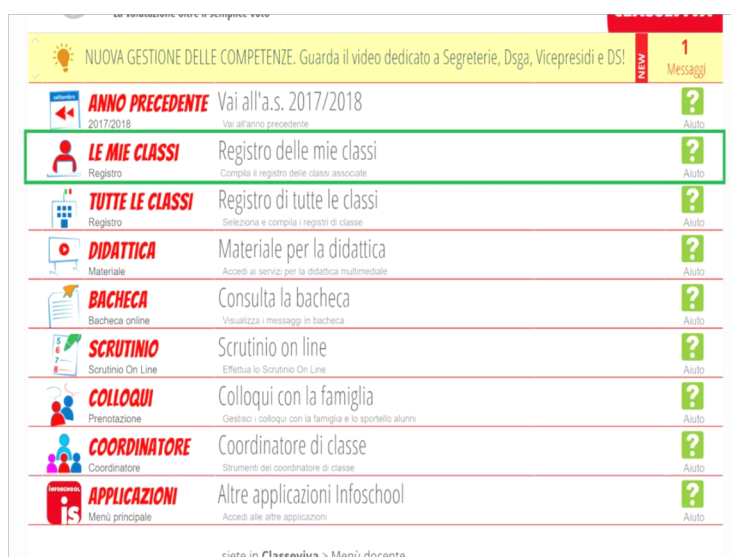 La valutazione oltre il semplice voto
CLASSEVIVA
NUOVA GESTIONE DELLE COMPETENZE. Guarda il video dedicato a Segreterie, Dsga, Vicepresidi e DS!
NEW
1
Messaggi
settembre
ANNO PRECEDENTE
2017/2018
Vai all'a.s. 2017/2018
Vai all'anno precedente
Aiuto
LE MIE CLASSI
Registro
Registro delle mie classi
Compila il registro delle classi associate
Aiuto
TUTTE LE CLASSI
Registro
Registro di tutte le classi
Seleziona e compila i registri di classe
Aiuto
DIDATTICA
Materiale
Materiale per la didattica
Accedi ai servizi per la didattica multimediale
Aiuto
BACHECA
Bacheca online
Consulta la bacheca
Visualizza i messaggi in bacheca
Aiuto
5
6
7
8
SCRUTINIO
Scrutinio On Line
Scrutinio on line
Effettua lo Scrutinio On Line
Aiuto
COLLOQUI
Prenotazione
Colloqui con la famiglia
Gestisci i colloqui con la famiglia e lo sportello alunni
Aiuto
COORDINATORE
Coordinatore
Coordinatore di classe
Strumenti del coordinatore di classe
Aiuto
INFOSCHOOL
is
APPLICAZIONI
Menù principale
Altre applicazioni Infoschool
Accedi alle altre applicazioni
Aiuto
siete in Classeviva > Menù docente